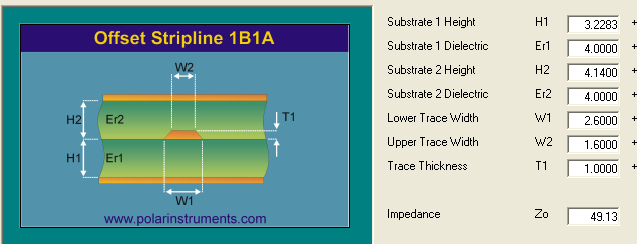 Offset Stripline 1B1A
W2
H2
Er2
T1
H1
Er1
W1
www.polarinstruments.com
Substrate 1 Height H1 3.2283 +
Substrate 1 Dielectric Er1 4.0000 +
Substrate 2 Height H2 4.1400 +
Substrate 2 Dielectric Er2 4.0000 +
Lower Trace Width W1 2.6000 +
Upper Trace Width W2 1.6000 +
Trace Thickness T1 1.0000 +
Impedance Zo 49.13